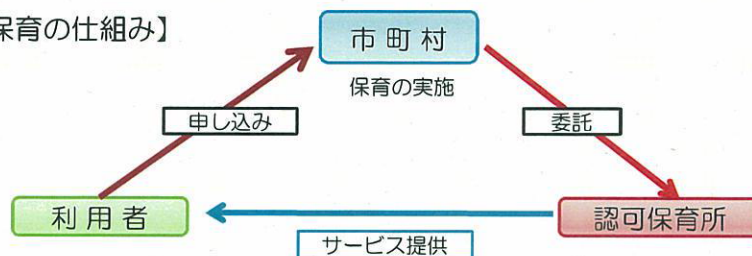 保育の仕組み】
市町村
保育の実施
申し込み
委託
利用者
認可保育所
サービス提供